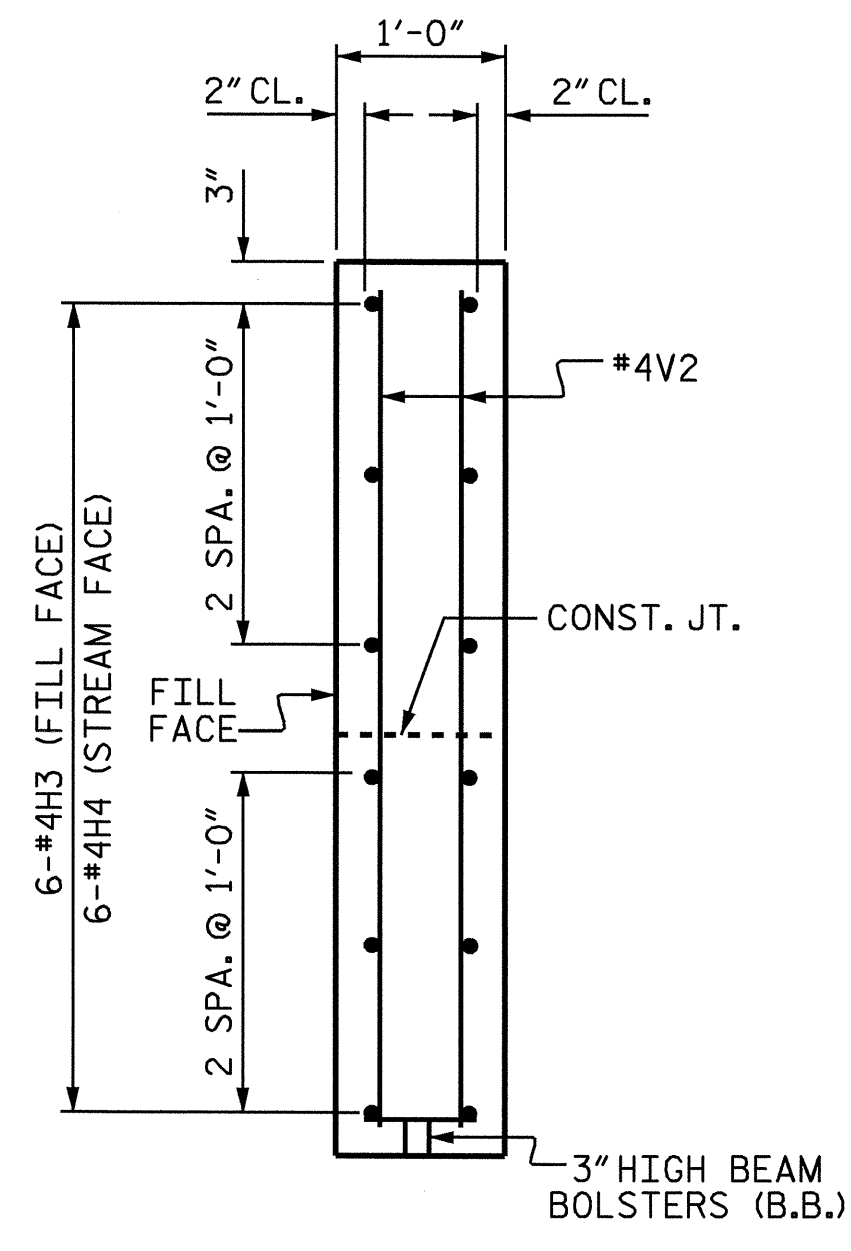 1'-0"
2" CL.
2" CL.
3"
2 SPA. @ 1'-0"
#4V2
6-#4H3 (FILL FACE)
6-#4H4 (STREAM FACE)
CONST. JT.
FILL
FACE
2 SPA. @ 1'-0"
3" HIGH BEAM
BOLSTERS (B.B.)